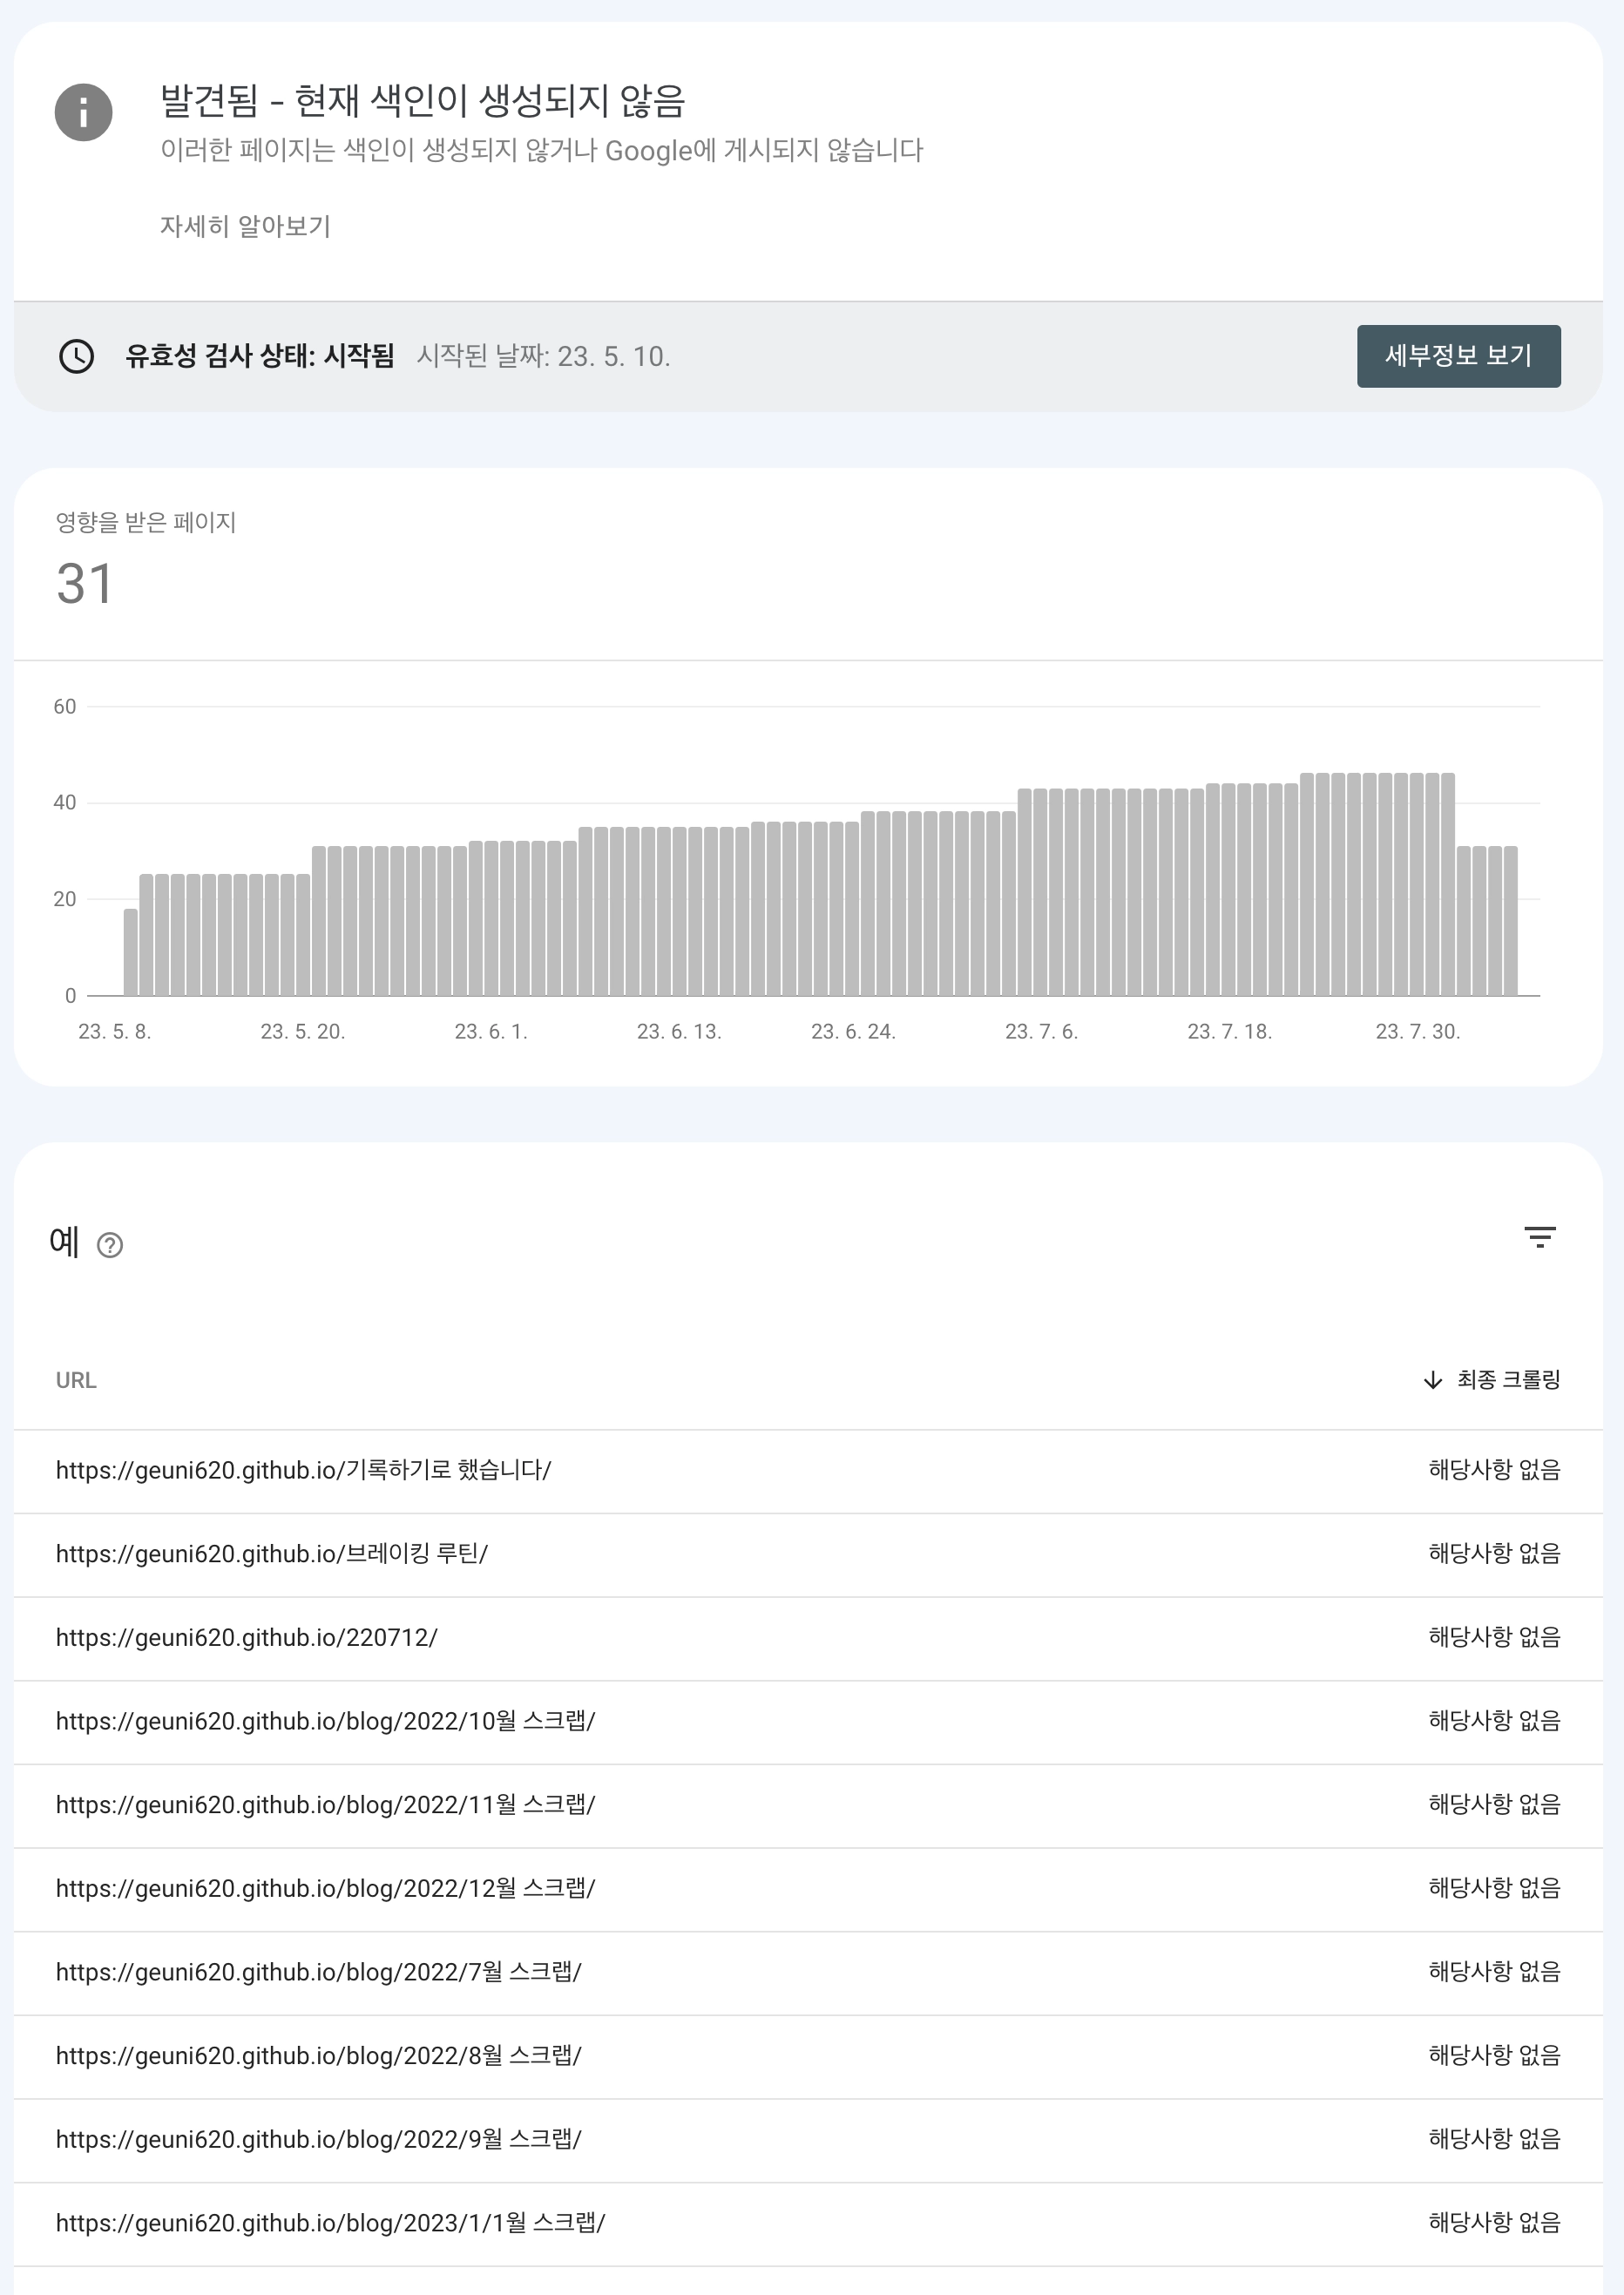 발견됨 - 현재 색인이 생성되지 않음
이러한 페이지는 색인이 생성되지 않거나 Google에 게시되지 않습니다
자세히 알아보기
유효성 검사 상태: 시작됨 시작된 날짜: 23. 5. 10. 세부정보 보기
영향을 받은 페이지
31
60
40
20
0
23. 5. 8. 23. 5. 20. 23. 6. 1. 23. 6. 13. 23. 6. 24. 23. 7. 6. 23. 7. 18. 23. 7. 30.
예
URL 최종 크롤링
https://geuni620.github.io/기록하기로 했습니다/ 해당사항 없음
https://geuni620.github.io/브레이킹 루틴/ 해당사항 없음
https://geuni620.github.io/220712/ 해당사항 없음
https://geuni620.github.io/blog/2022/10월 스크랩/ 해당사항 없음
https://geuni620.github.io/blog/2022/11월 스크랩/ 해당사항 없음
https://geuni620.github.io/blog/2022/12월 스크랩/ 해당사항 없음
https://geuni620.github.io/blog/2022/7월 스크랩/ 해당사항 없음
https://geuni620.github.io/blog/2022/8월 스크랩/ 해당사항 없음
https://geuni620.github.io/blog/2022/9월 스크랩/ 해당사항 없음
https://geuni620.github.io/blog/2023/1/1월 스크랩/ 해당사항 없음